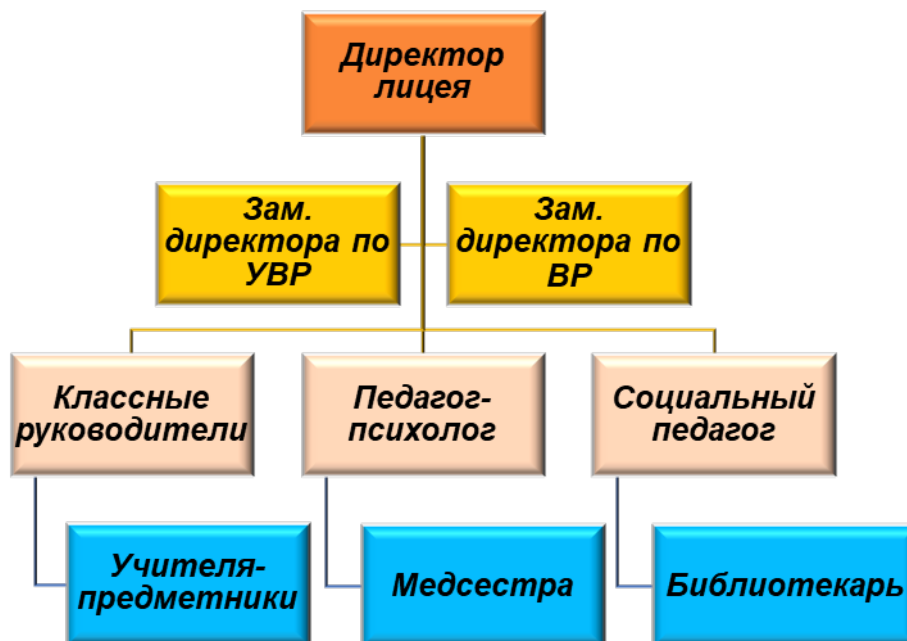 Директор
лицея
Зам.
директора по
УВР
Зам.
директора по
ВР
Классные
руководители
Педагог-
психолог
Социальный
педагог
Учителя-
предметники
Медсестра
Библиотекарь